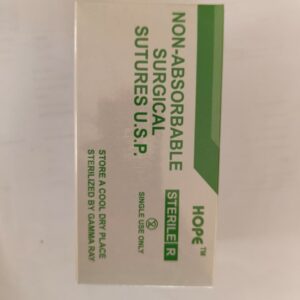 HOPE™
NON-ABSORBABLE
SURGICAL
SUTURES U.S.P.
STERILE R
SINGLE USE ONLY
STORE A COOL DRY PLACE
STERILIZED BY GAMMA RAY